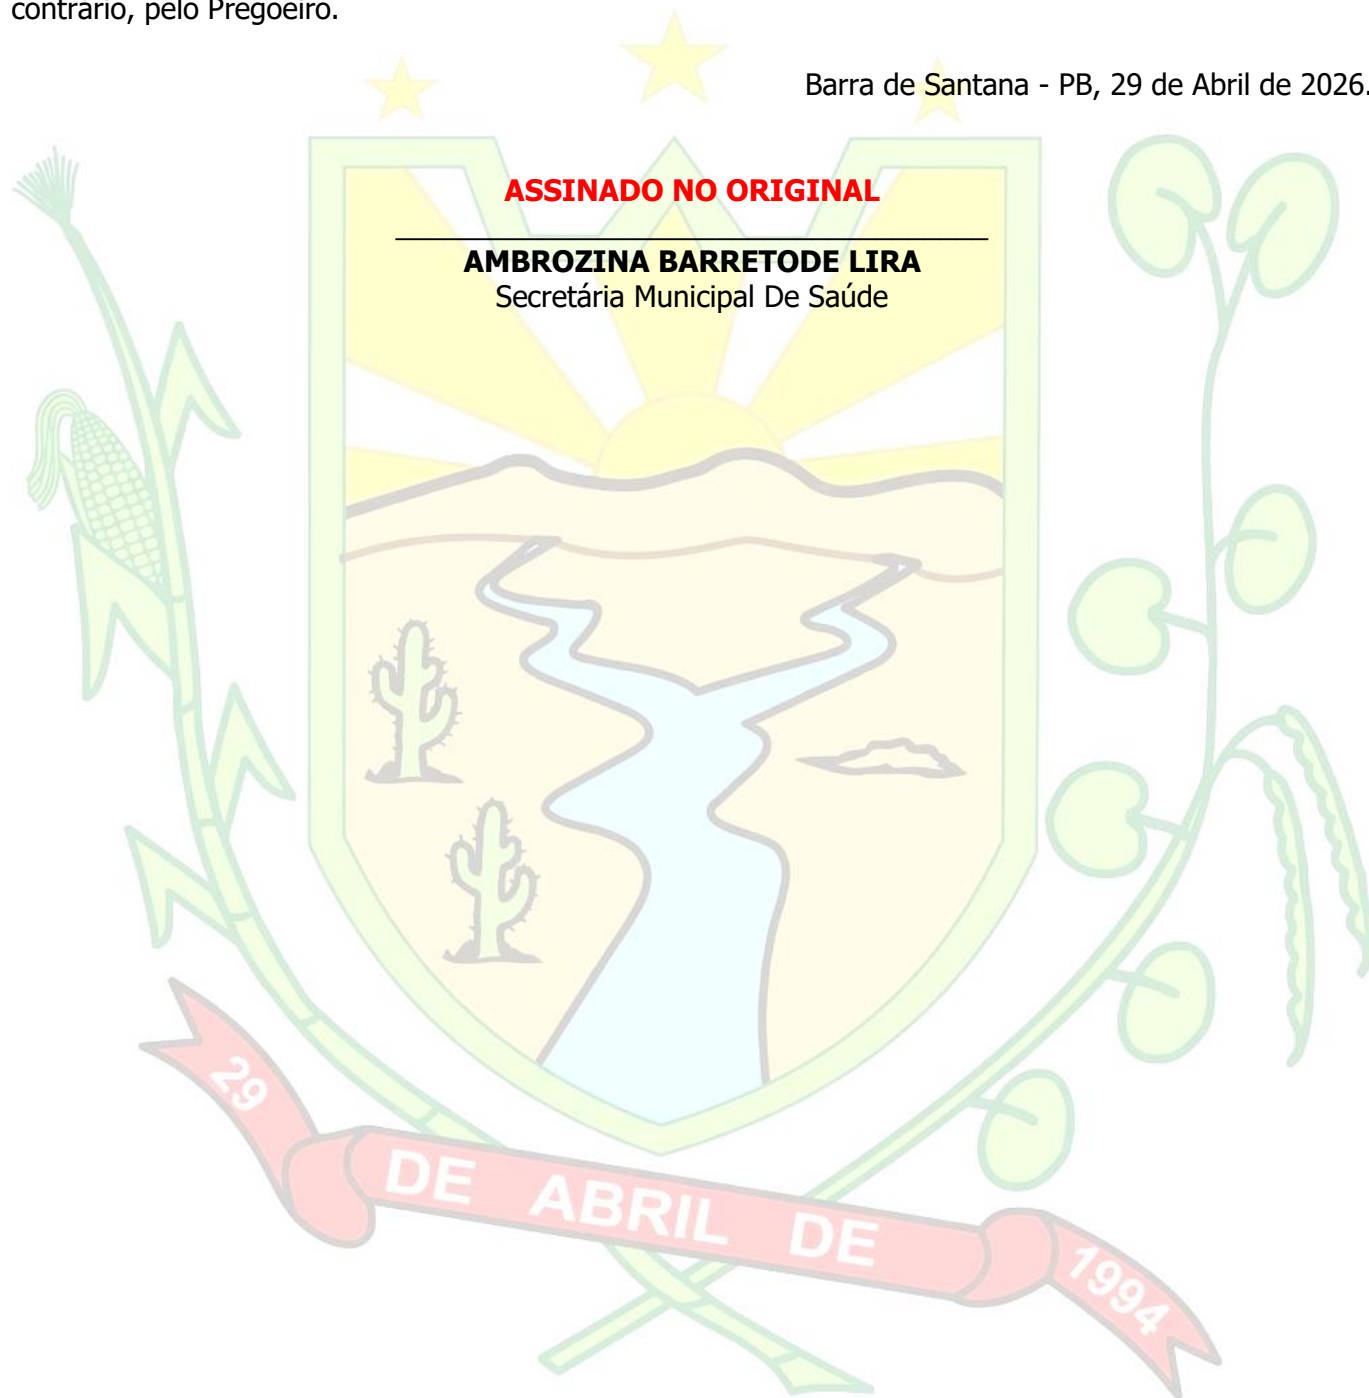 contrário, pelo Pregoeiro.
Barra de Santana - PB, 29 de Abril de 2026.
ASSINADO NO ORIGINAL
AMBROZINA BARRETODE LIRA
Secretária Municipal De Saúde
29 DE ABRIL DE 1994